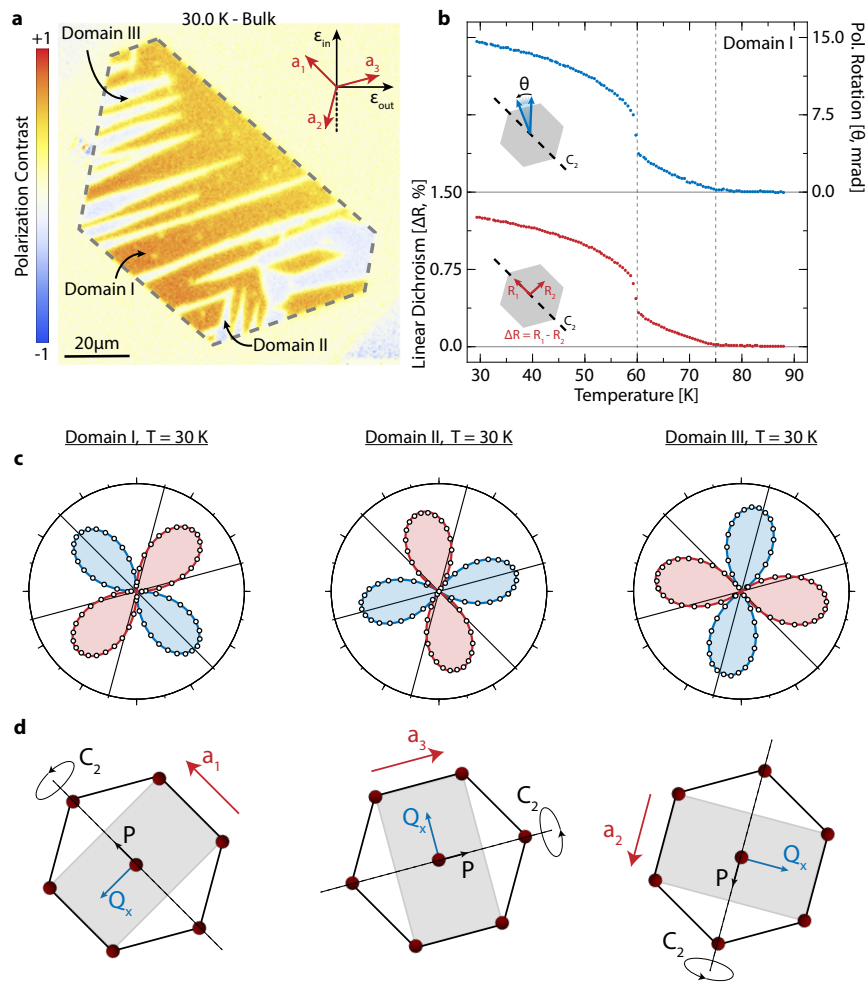 a
30.0 K - Bulk
+1
Polarization Contrast
-1
Domain III
Domain I
Domain II
20μm
ε_in
ε_out
a_1
a_2
a_3
b
Domain I
15.0
7.5
0.0
Pol. Rotation [θ, mrad]
θ
C_2
1.50
0.75
0.0
Linear Dichroism [ΔR, %]
R_1
R_2
C_2
ΔR = R_1 - R_2
30
40
50
60
70
80
90
Temperature [K]
c
Domain I, T = 30 K
Domain II, T = 30 K
Domain III, T = 30 K
d
C_2
a_1
P
Q_x
a_3
C_2
Q_x
P
a_2
Q_x
P
C_2